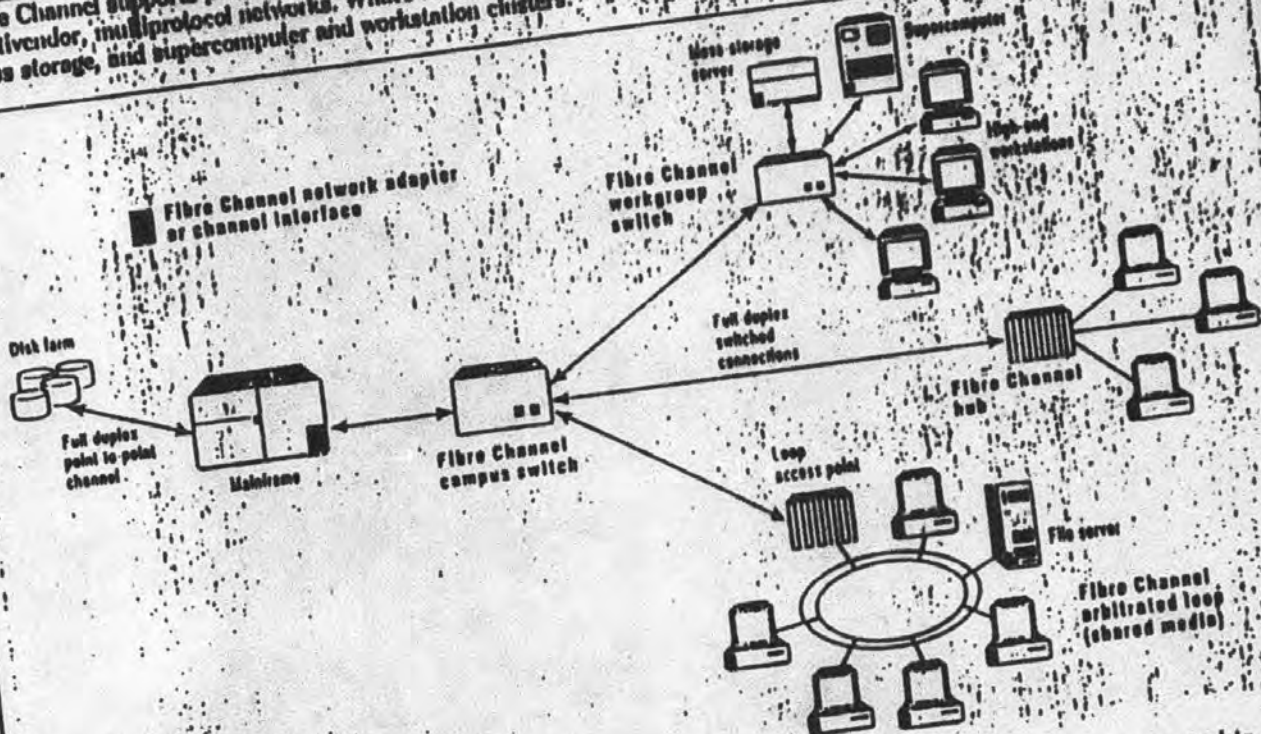 Channel supports
multiprotocol networks.
storage, and supercomputer and workstation clusters.
Mass storage
server
Supercomputer
High-end
workstations
Fibre Channel
workgroup
switch
Fibre Channel network adapter
or channel interface
Full duplex
switched
connections
Fibre Channel
hub
Disk farm
Full duplex
point-to-point
channel
Mainframe
Fibre Channel
campus switch
Loop
access point
File server
Fibre Channel
arbitrated loop
(shared media)